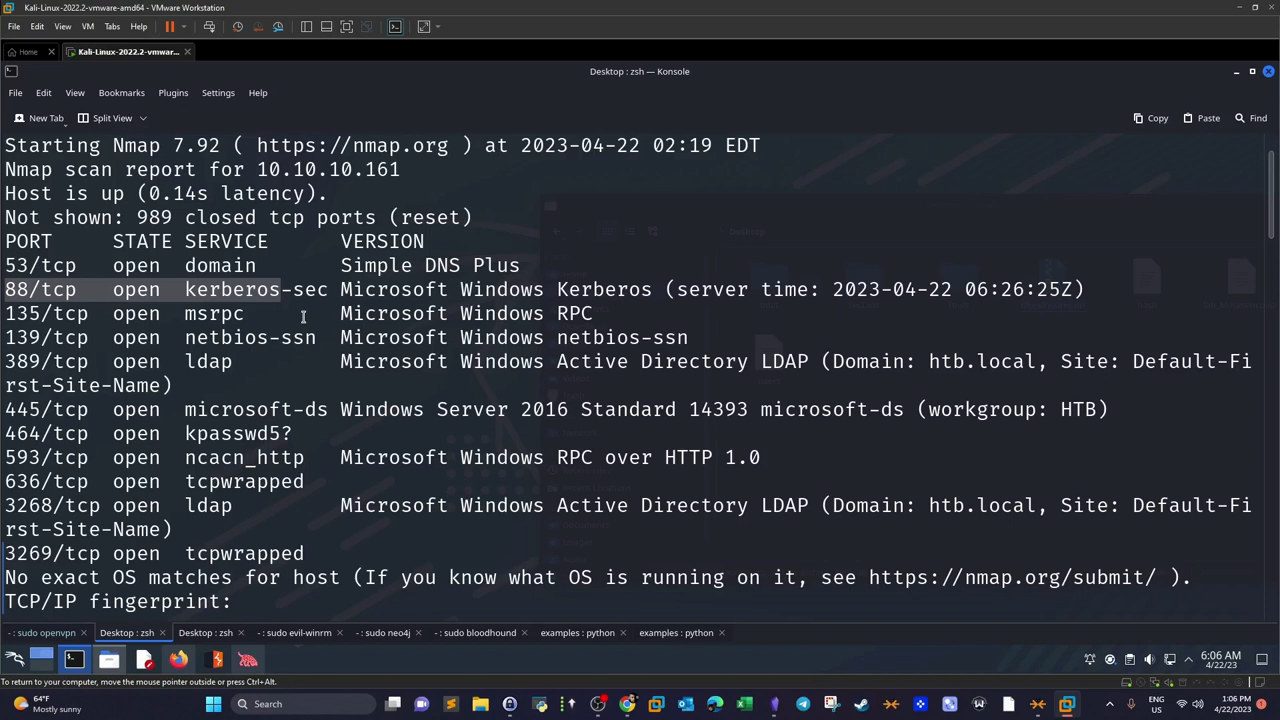 Kali-Linux-2022.2-vmware-amd64 - VMware Workstation
File Edit View VM Tabs Help
Home Kali-Linux-2022.2-vmwar...
Desktop : zsh — Konsole
File Edit View Bookmarks Plugins Settings Help
New Tab Split View Copy Paste Find
Starting Nmap 7.92 ( https://nmap.org ) at 2023-04-22 02:19 EDT
Nmap scan report for 10.10.10.161
Host is up (0.14s latency).
Not shown: 989 closed tcp ports (reset)
PORT STATE SERVICE VERSION
53/tcp open domain Simple DNS Plus
88/tcp open kerberos-sec Microsoft Windows Kerberos (server time: 2023-04-22 06:26:25Z)
135/tcp open msrpc Microsoft Windows RPC
139/tcp open netbios-ssn Microsoft Windows netbios-ssn
389/tcp open ldap Microsoft Windows Active Directory LDAP (Domain: htb.local, Site: Default-Fi
rst-Site-Name)
445/tcp open microsoft-ds Windows Server 2016 Standard 14393 microsoft-ds (workgroup: HTB)
464/tcp open kpasswd5?
593/tcp open ncacn_http Microsoft Windows RPC over HTTP 1.0
636/tcp open tcpwrapped
3268/tcp open ldap Microsoft Windows Active Directory LDAP (Domain: htb.local, Site: Default-Fi
rst-Site-Name)
3269/tcp open tcpwrapped
No exact OS matches for host (If you know what OS is running on it, see https://nmap.org/submit/ ).
TCP/IP fingerprint:
~ : sudo openvpn Desktop : zsh Desktop : zsh ~ : sudo evil-winrm ~ : sudo neo4j ~ : sudo bloodhound examples : python examples : python
6:06 AM
4/22/23
To return to your computer, move the mouse pointer outside or press Ctrl+Alt.
64°F
Mostly sunny
Search
ENG
US
1:06 PM
4/22/2023